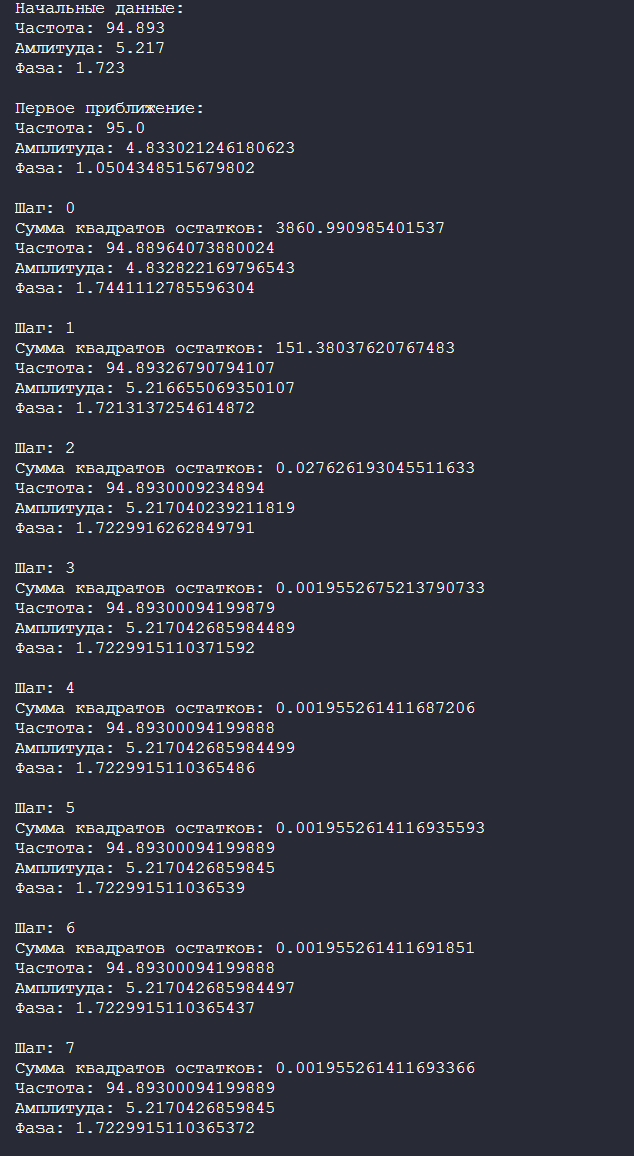 Начальные данные:
Частота: 94.893
Амлитуда: 5.217
Фаза: 1.723
Первое приближение:
Частота: 95.0
Амплитуда: 4.833021246180623
Фаза: 1.0504348515679802
Шаг: 0
Сумма квадратов остатков: 3860.990985401537
Частота: 94.88964073880024
Амплитуда: 4.832822169796543
Фаза: 1.7441112785596304
Шаг: 1
Сумма квадратов остатков: 151.38037620767483
Частота: 94.89326790794107
Амплитуда: 5.216655069350107
Фаза: 1.7213137254614872
Шаг: 2
Сумма квадратов остатков: 0.027626193045511633
Частота: 94.8930009234894
Амплитуда: 5.217040239211819
Фаза: 1.7229916262849791
Шаг: 3
Сумма квадратов остатков: 0.0019552675213790733
Частота: 94.89300094199879
Амплитуда: 5.217042685984489
Фаза: 1.7229915110371592
Шаг: 4
Сумма квадратов остатков: 0.001955261411687206
Частота: 94.89300094199888
Амплитуда: 5.217042685984499
Фаза: 1.7229915110365486
Шаг: 5
Сумма квадратов остатков: 0.0019552614116935593
Частота: 94.89300094199889
Амплитуда: 5.2170426859845
Фаза: 1.722991511036539
Шаг: 6
Сумма квадратов остатков: 0.001955261411691851
Частота: 94.89300094199888
Амплитуда: 5.217042685984497
Фаза: 1.7229915110365437
Шаг: 7
Сумма квадратов остатков: 0.001955261411693366
Частота: 94.89300094199889
Амплитуда: 5.2170426859845
Фаза: 1.7229915110365372